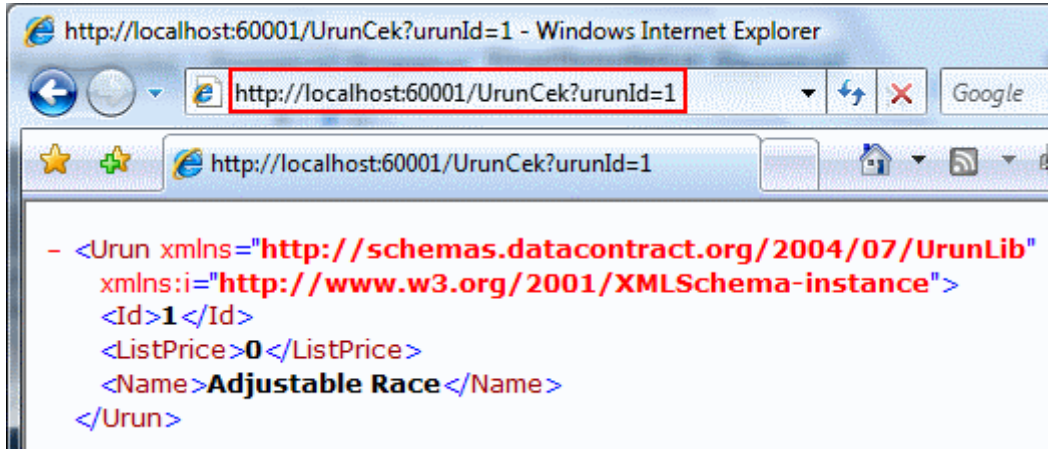 http://localhost:60001/UrunCek?urunId=1 - Windows Internet Explorer
http://localhost:60001/UrunCek?urunId=1 Google
http://localhost:60001/UrunCek?urunId=1
- <Urun xmlns="http://schemas.datacontract.org/2004/07/UrunLib"
xmlns:i="http://www.w3.org/2001/XMLSchema-instance">
<Id>1</Id>
<ListPrice>0</ListPrice>
<Name>Adjustable Race</Name>
</Urun>